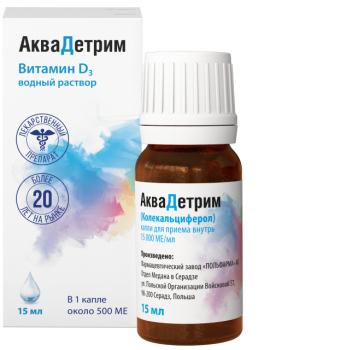 АкваДетрим
Витамин D3
водный раствор
ЛЕКАРСТВЕННЫЙ
ПРЕПАРАТ
БОЛЕЕ
20
ЛЕТ НА РЫНКЕ
15 мл
В 1 капле
около 500 МЕ
АкваДетрим
(Колекальциферол)
капли для приема внутрь
15 000 МЕ/мл
Произведено:
Фармацевтический завод «ПОЛЬФАРМА» АО
Отдел Медана в Серадзе
ул. Польской Организации Войсковой 57,
98-200 Серадз, Польша
15 мл